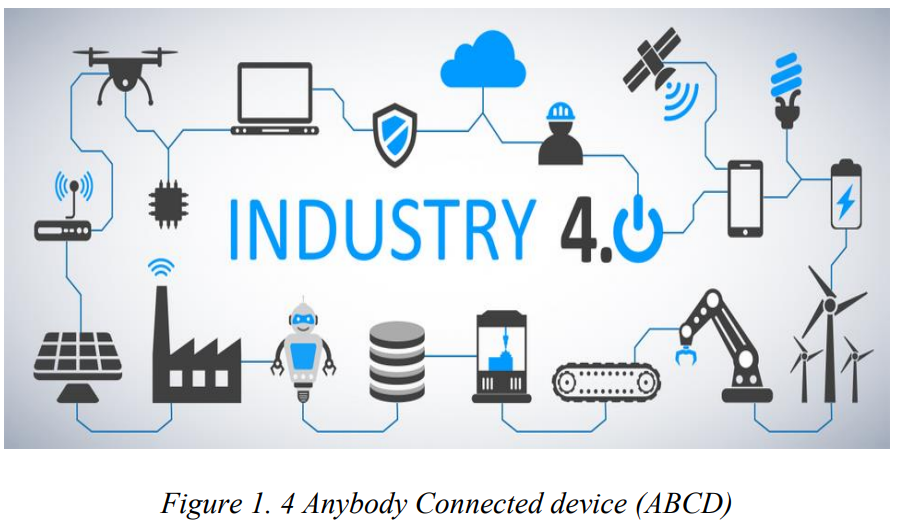 INDUSTRY 4.0
Figure 1. 4 Anybody Connected device (ABCD)